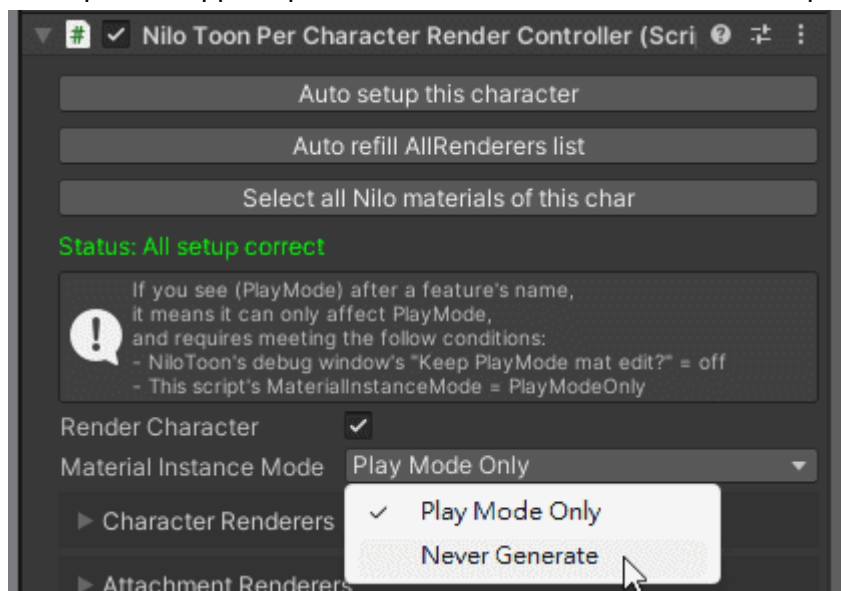 Nilo Toon Per Character Render Controller (Scri
Auto setup this character
Auto refill AllRenderers list
Select all Nilo materials of this char
Status: All setup correct
If you see (PlayMode) after a feature's name,
it means it can only affect PlayMode,
and requires meeting the follow conditions:
- NiloToon's debug window's "Keep PlayMode mat edit?" = off
- This script's MaterialInstanceMode = PlayModeOnly
Render Character
Material Instance Mode Play Mode Only
Play Mode Only
Character Renderers
Never Generate
Attachment Renderers